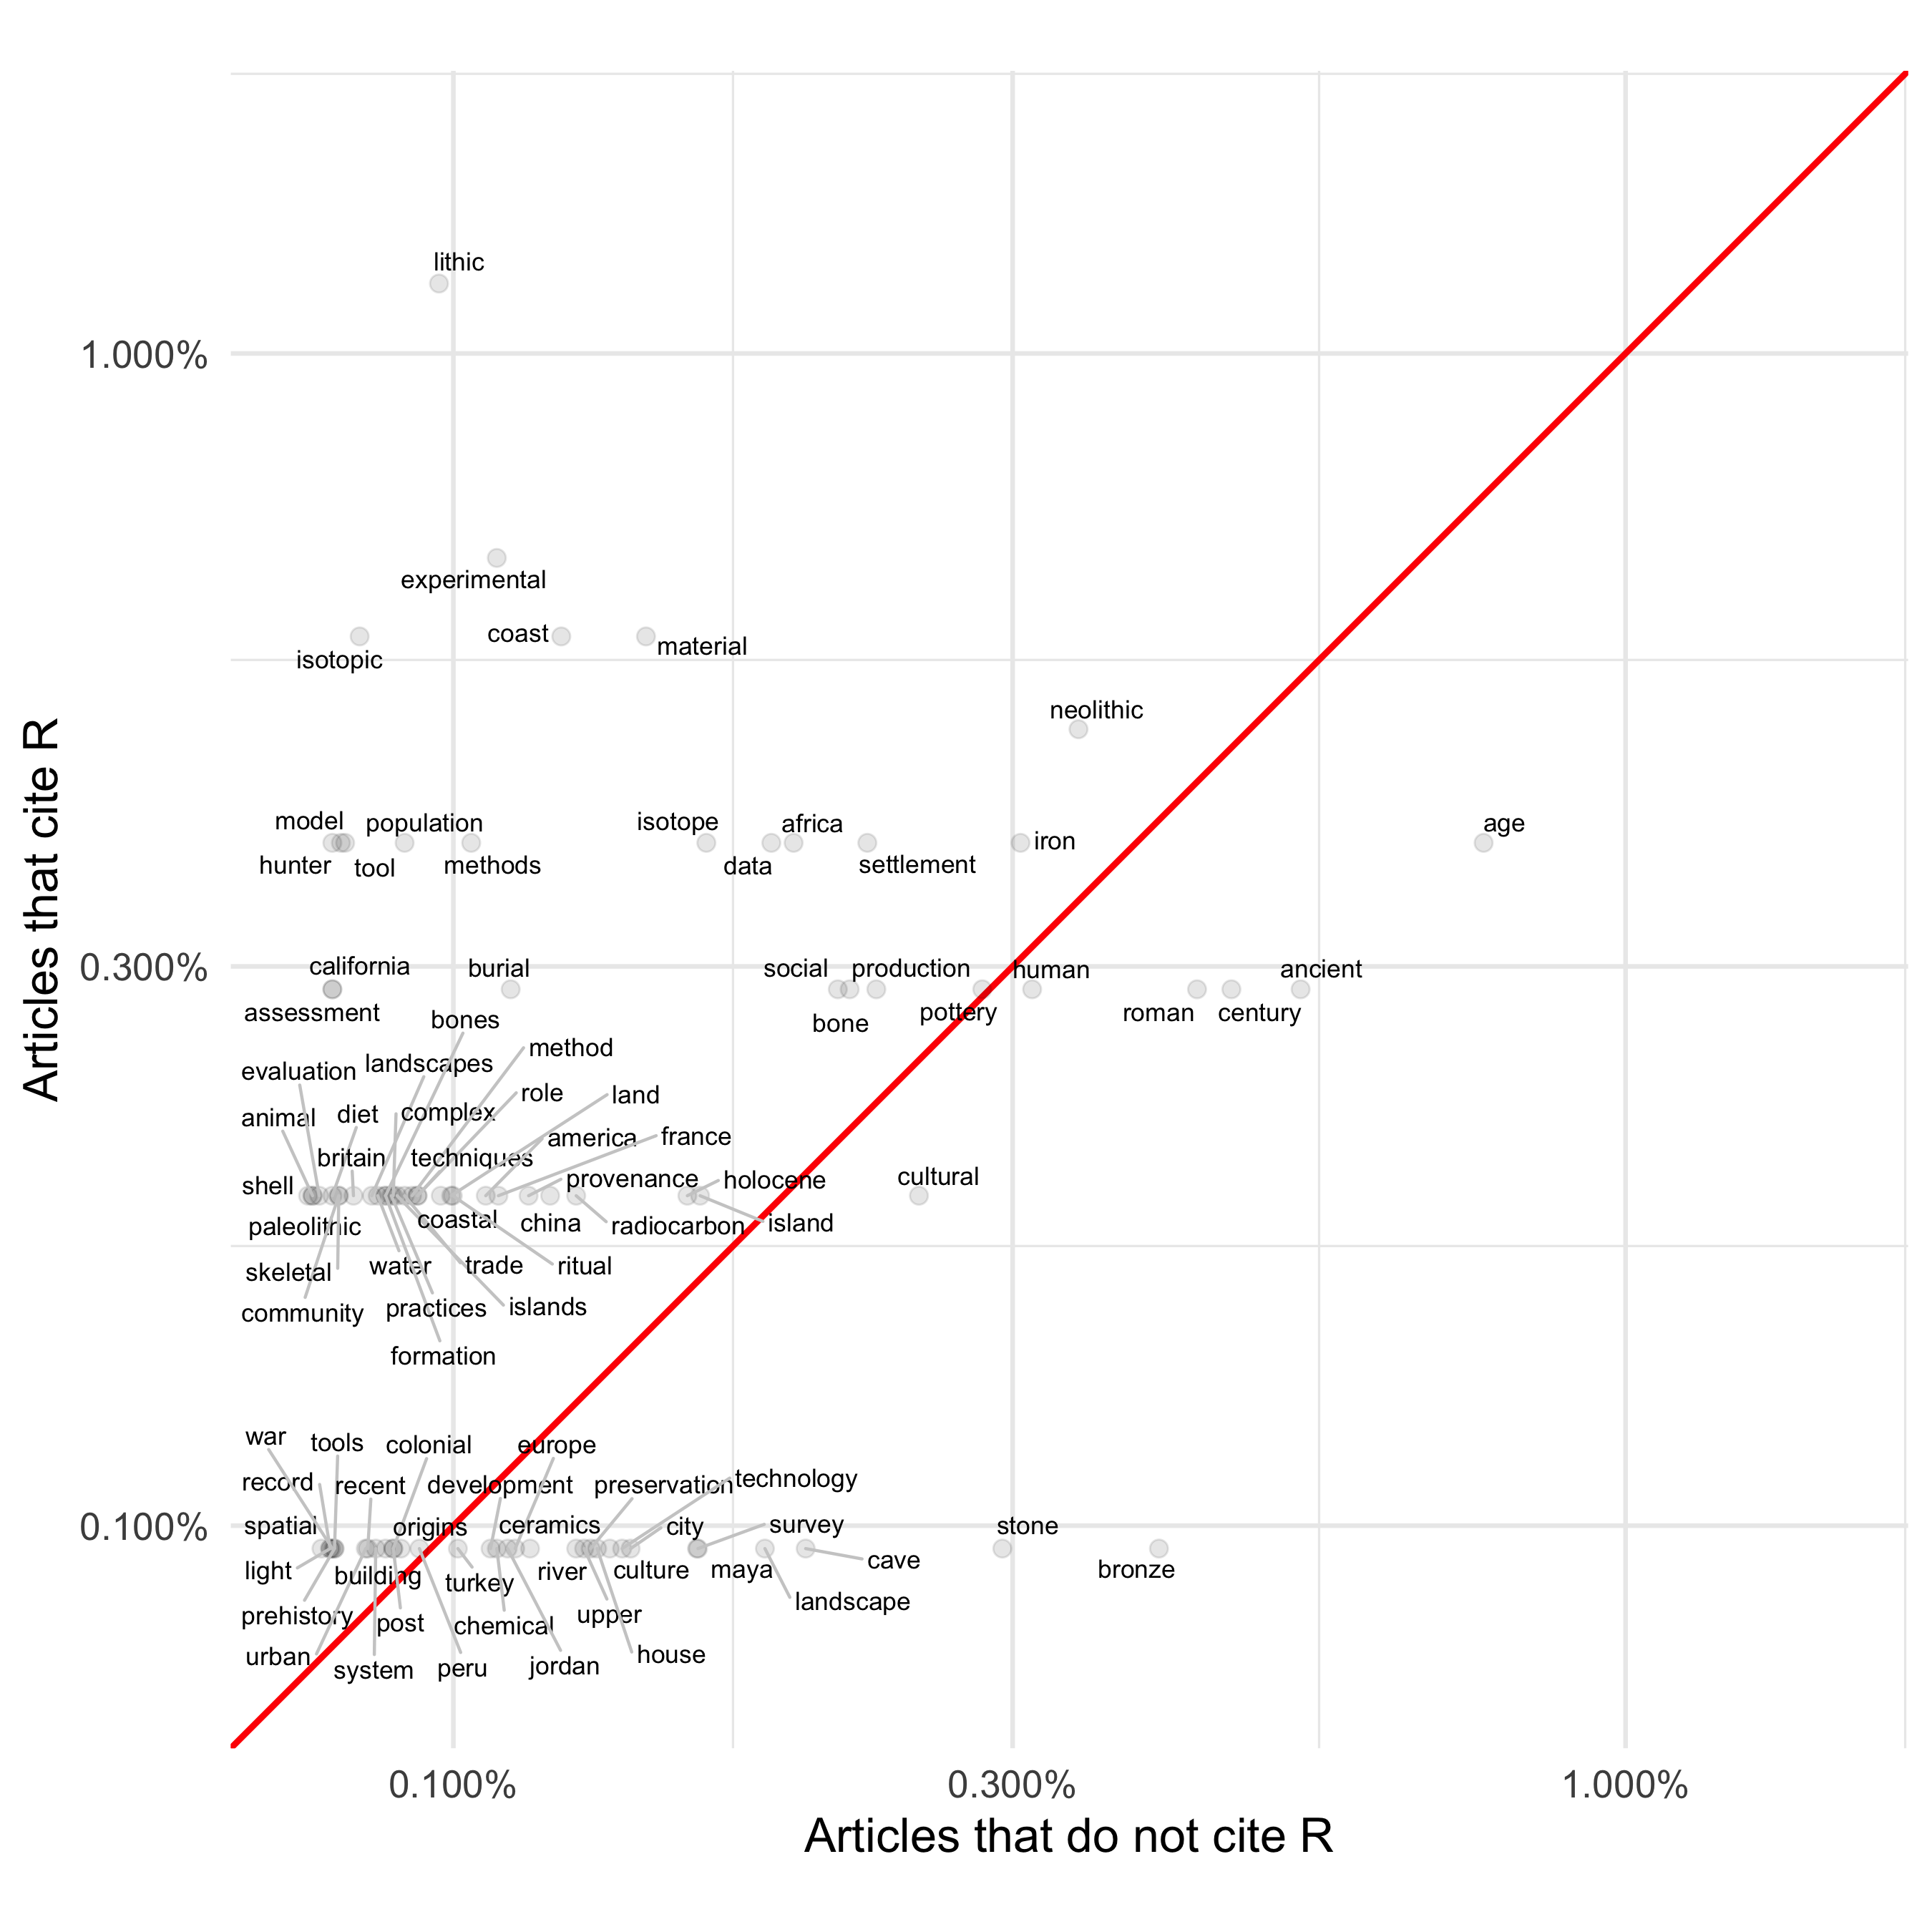 lithic
1.000%
experimental
coast
material
isotopic
neolithic
model
population
isotope
africa
age
hunter
tool
methods
data
settlement
iron
0.300%
california
burial
social
production
human
ancient
assessment
bones
bone
pottery
roman
century
evaluation
landscapes
method
animal
diet
complex
role
land
britain
techniques
america
france
shell
provenance
holocene
cultural
paleolithic
coastal
china
radiocarbon
island
skeletal
water
trade
ritual
community
practices
islands
formation
war
tools
colonial
europe
record
recent
development
preservation
technology
0.100%
spatial
origins
ceramics
city
survey
stone
light
building
turkey
river
culture
maya
cave
bronze
prehistory
post
chemical
upper
landscape
urban
system
peru
jordan
house
0.100%
0.300%
1.000%
Articles that do not cite R
Articles that cite R